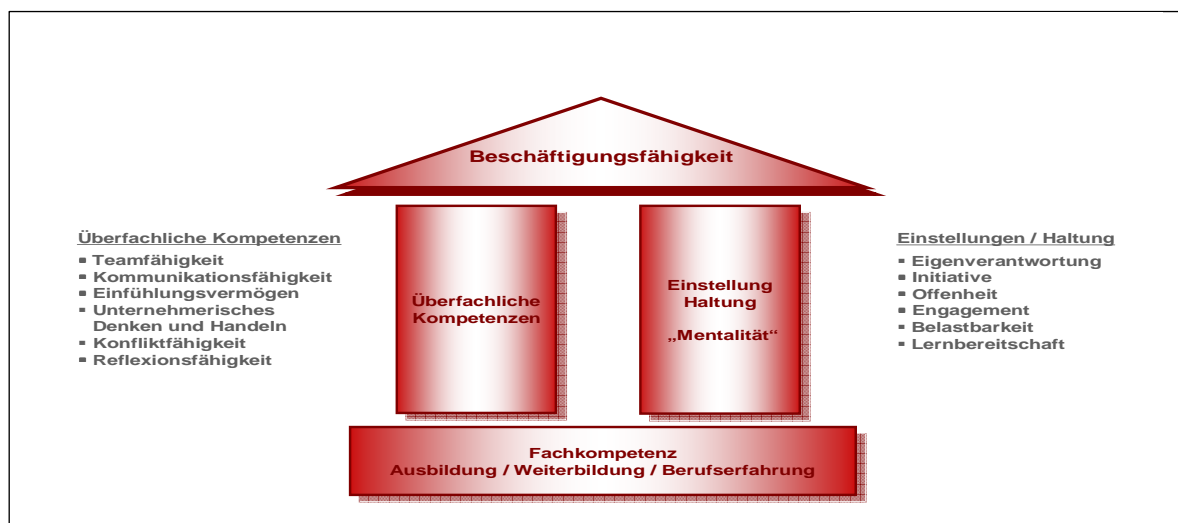 Beschäftigungsfähigkeit
Überfachliche Kompetenzen
▪ Teamfähigkeit
▪ Kommunikationsfähigkeit
▪ Einfühlungsvermögen
▪ Unternehmerisches
Denken und Handeln
▪ Konfliktfähigkeit
▪ Reflexionsfähigkeit
Überfachliche
Kompetenzen
Einstellung
Haltung
„Mentalität“
Einstellungen / Haltung
▪ Eigenverantwortung
▪ Initiative
▪ Offenheit
▪ Engagement
▪ Belastbarkeit
▪ Lernbereitschaft
Fachkompetenz
Ausbildung / Weiterbildung / Berufserfahrung